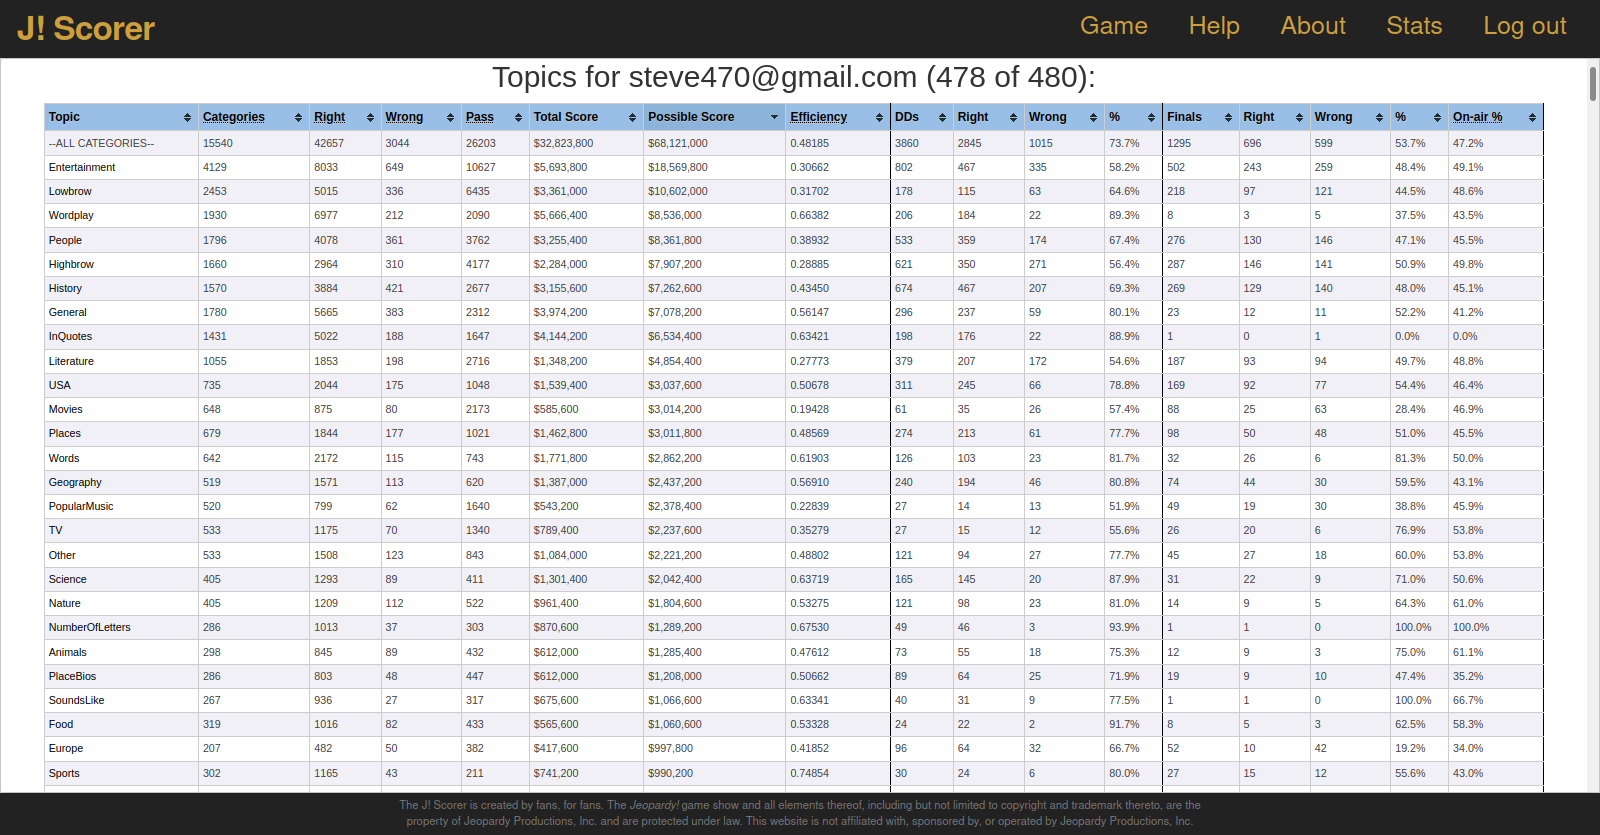 J! Scorer
Game Help About Stats Log out
Topics for steve470@gmail.com (478 of 480):
Topic Categories Right Wrong Pass Total Score Possible Score Efficiency DDs Right Wrong % Finals Right Wrong % On-air %
--ALL CATEGORIES-- 15540 42657 3044 26203 $32,823,800 $68,121,000 0.48185 3860 2845 1015 73.7% 1295 696 599 53.7% 47.2%
Entertainment 4129 8033 649 10627 $5,693,800 $18,569,800 0.30662 802 467 335 58.2% 502 243 259 48.4% 49.1%
Lowbrow 2453 5015 336 6435 $3,361,000 $10,602,000 0.31702 178 115 63 64.6% 218 97 121 44.5% 48.6%
Wordplay 1930 6977 212 2090 $5,666,400 $8,536,000 0.66382 206 184 22 89.3% 8 3 5 37.5% 43.5%
People 1796 4078 361 3762 $3,255,400 $8,361,800 0.38932 533 359 174 67.4% 276 130 146 47.1% 45.5%
Highbrow 1660 2964 310 4177 $2,284,000 $7,907,200 0.28885 621 350 271 56.4% 287 146 141 50.9% 49.8%
History 1570 3884 421 2677 $3,155,600 $7,262,600 0.43450 674 467 207 69.3% 269 129 140 48.0% 45.1%
General 1780 5665 383 2312 $3,974,200 $7,078,200 0.56147 296 237 59 80.1% 23 12 11 52.2% 41.2%
InQuotes 1431 5022 188 1647 $4,144,200 $6,534,400 0.63421 198 176 22 88.9% 1 0 1 0.0% 0.0%
Literature 1055 1853 198 2716 $1,348,200 $4,854,400 0.27773 379 207 172 54.6% 187 93 94 49.7% 48.8%
USA 735 2044 175 1048 $1,539,400 $3,037,600 0.50678 311 245 66 78.8% 169 92 77 54.4% 46.4%
Movies 648 875 80 2173 $585,600 $3,014,200 0.19428 61 35 26 57.4% 88 25 63 28.4% 46.9%
Places 679 1844 177 1021 $1,462,800 $3,011,800 0.48569 274 213 61 77.7% 98 50 48 51.0% 45.5%
Words 642 2172 115 743 $1,771,800 $2,862,200 0.61903 126 103 23 81.7% 32 26 6 81.3% 50.0%
Geography 519 1571 113 620 $1,387,000 $2,437,200 0.56910 240 194 46 80.8% 74 44 30 59.5% 43.1%
PopularMusic 520 799 62 1640 $543,200 $2,378,400 0.22839 27 14 13 51.9% 49 19 30 38.8% 45.9%
TV 533 1175 70 1340 $789,400 $2,237,600 0.35279 27 15 12 55.6% 26 20 6 76.9% 53.8%
Other 533 1508 123 843 $1,084,000 $2,221,200 0.48802 121 94 27 77.7% 45 27 18 60.0% 53.8%
Science 405 1293 89 411 $1,301,400 $2,042,400 0.63719 165 145 20 87.9% 31 22 9 71.0% 50.6%
Nature 405 1209 112 522 $961,400 $1,804,600 0.53275 121 98 23 81.0% 14 9 5 64.3% 61.0%
NumberOfLetters 286 1013 37 303 $870,600 $1,289,200 0.67530 49 46 3 93.9% 1 1 0 100.0% 100.0%
Animals 298 845 89 432 $612,000 $1,285,400 0.47612 73 55 18 75.3% 12 9 3 75.0% 61.1%
PlaceBios 286 803 48 447 $612,000 $1,208,000 0.50662 89 64 25 71.9% 19 9 10 47.4% 35.2%
SoundsLike 267 936 27 317 $675,600 $1,066,600 0.63341 40 31 9 77.5% 1 1 0 100.0% 66.7%
Food 319 1016 82 433 $565,600 $1,060,600 0.53328 24 22 2 91.7% 8 5 3 62.5% 58.3%
Europe 207 482 50 382 $417,600 $997,800 0.41852 96 64 32 66.7% 52 10 42 19.2% 34.0%
Sports 302 1165 43 211 $741,200 $990,200 0.74854 30 24 6 80.0% 27 15 12 55.6% 43.0%
The J! Scorer is created by fans, for fans. The Jeopardy! game show and all elements thereof, including but not limited to copyright and trademark thereto, are the
property of Jeopardy Productions, Inc. and are protected under law. This website is not affiliated with, sponsored by, or operated by Jeopardy Productions, Inc.